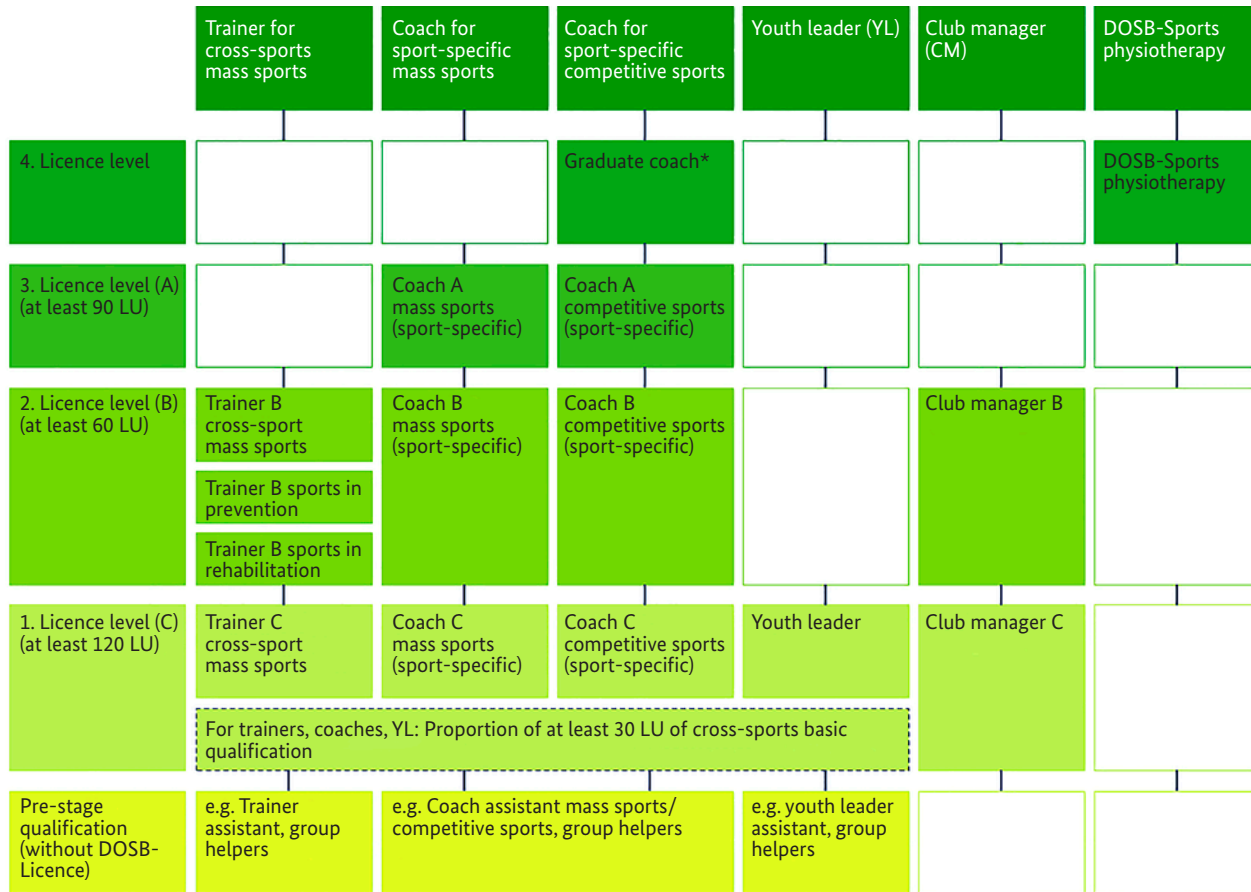 Trainer for
cross-sports
mass sports
Coach for
sport-specific
mass sports
Coach for
sport-specific
competitive sports
Youth leader (YL)
Club manager
(CM)
DOSB-Sports
physiotherapy
4. Licence level
Graduate coach*
DOSB-Sports
physiotherapy
3. Licence level (A)
(at least 90 LU)
Coach A
mass sports
(sport-specific)
Coach A
competitive sports
(sport-specific)
2. Licence level (B)
(at least 60 LU)
Trainer B
cross-sport
mass sports
Trainer B sports in
prevention
Trainer B sports in
rehabilitation
Coach B
mass sports
(sport-specific)
Coach B
competitive sports
(sport-specific)
Club manager B
1. Licence level (C)
(at least 120 LU)
Trainer C
cross-sport
mass sports
Coach C
mass sports
(sport-specific)
Coach C
competitive sports
(sport-specific)
Youth leader
Club manager C
For trainers, coaches, YL: Proportion of at least 30 LU of cross-sports basic
qualification
Pre-stage
qualification
(without DOSB-
Licence)
e.g. Trainer
assistant, group
helpers
e.g. Coach assistant mass sports/
competitive sports, group helpers
e.g. youth leader
assistant, group
helpers